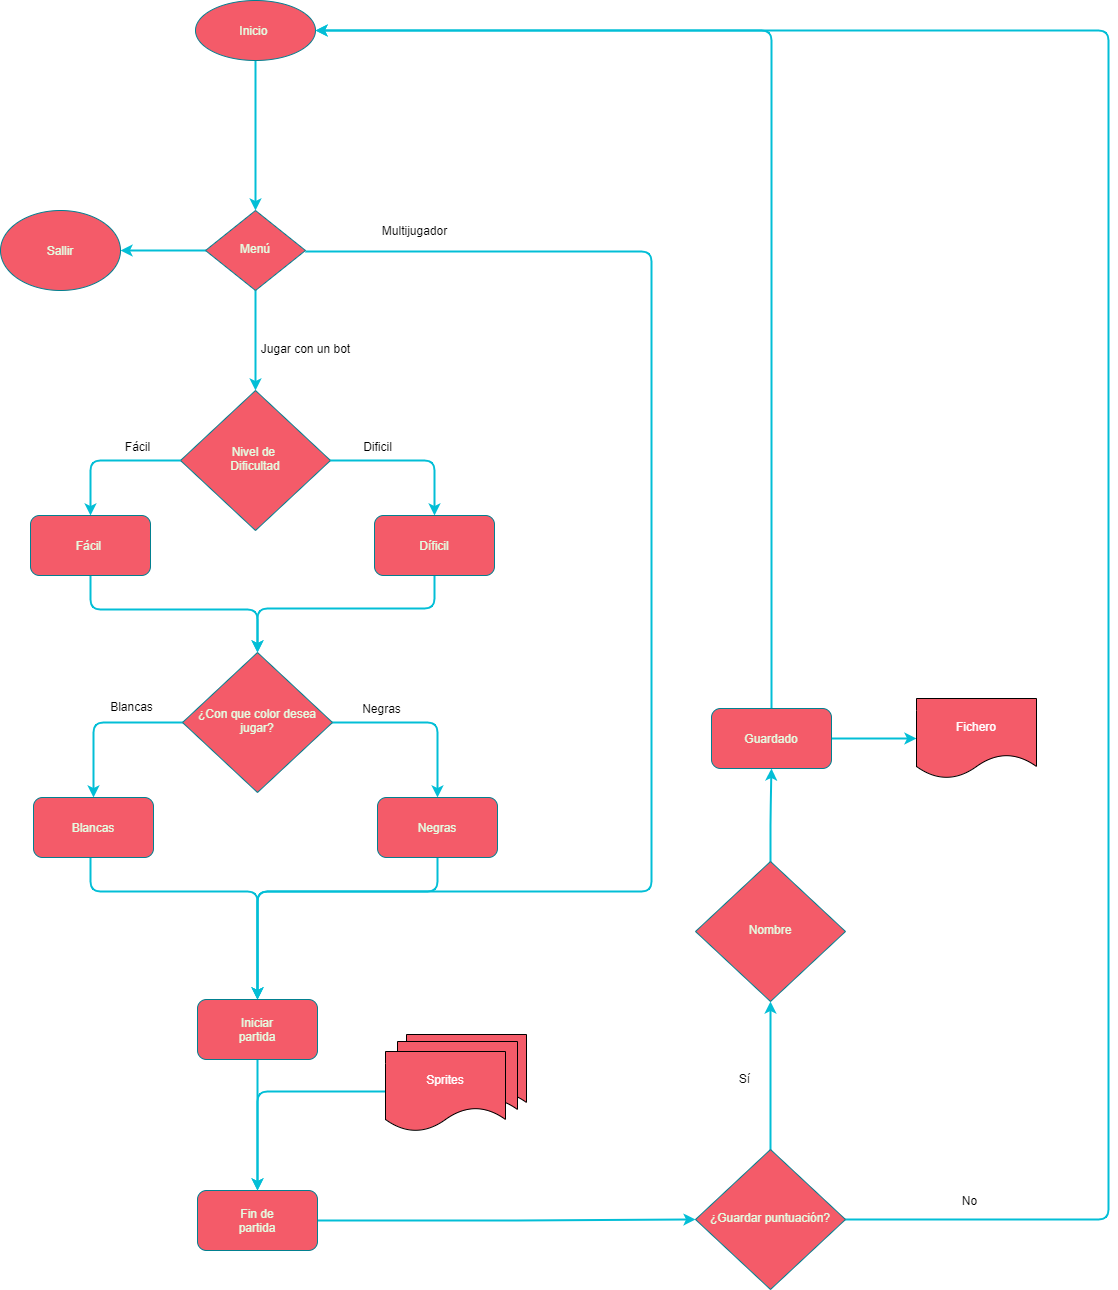 Inicio
Multijugador
Menú
Sallir
Jugar con un bot
Fácil
Dificil
Nivel de
Dificultad
Fácil
Díficil
Blancas
Negras
¿Con que color desea
jugar?
Blancas
Negras
Guardado
Fichero
Nombre
Iniciar
partida
Sprites
Sí
Fin de
partida
¿Guardar puntuación?
No